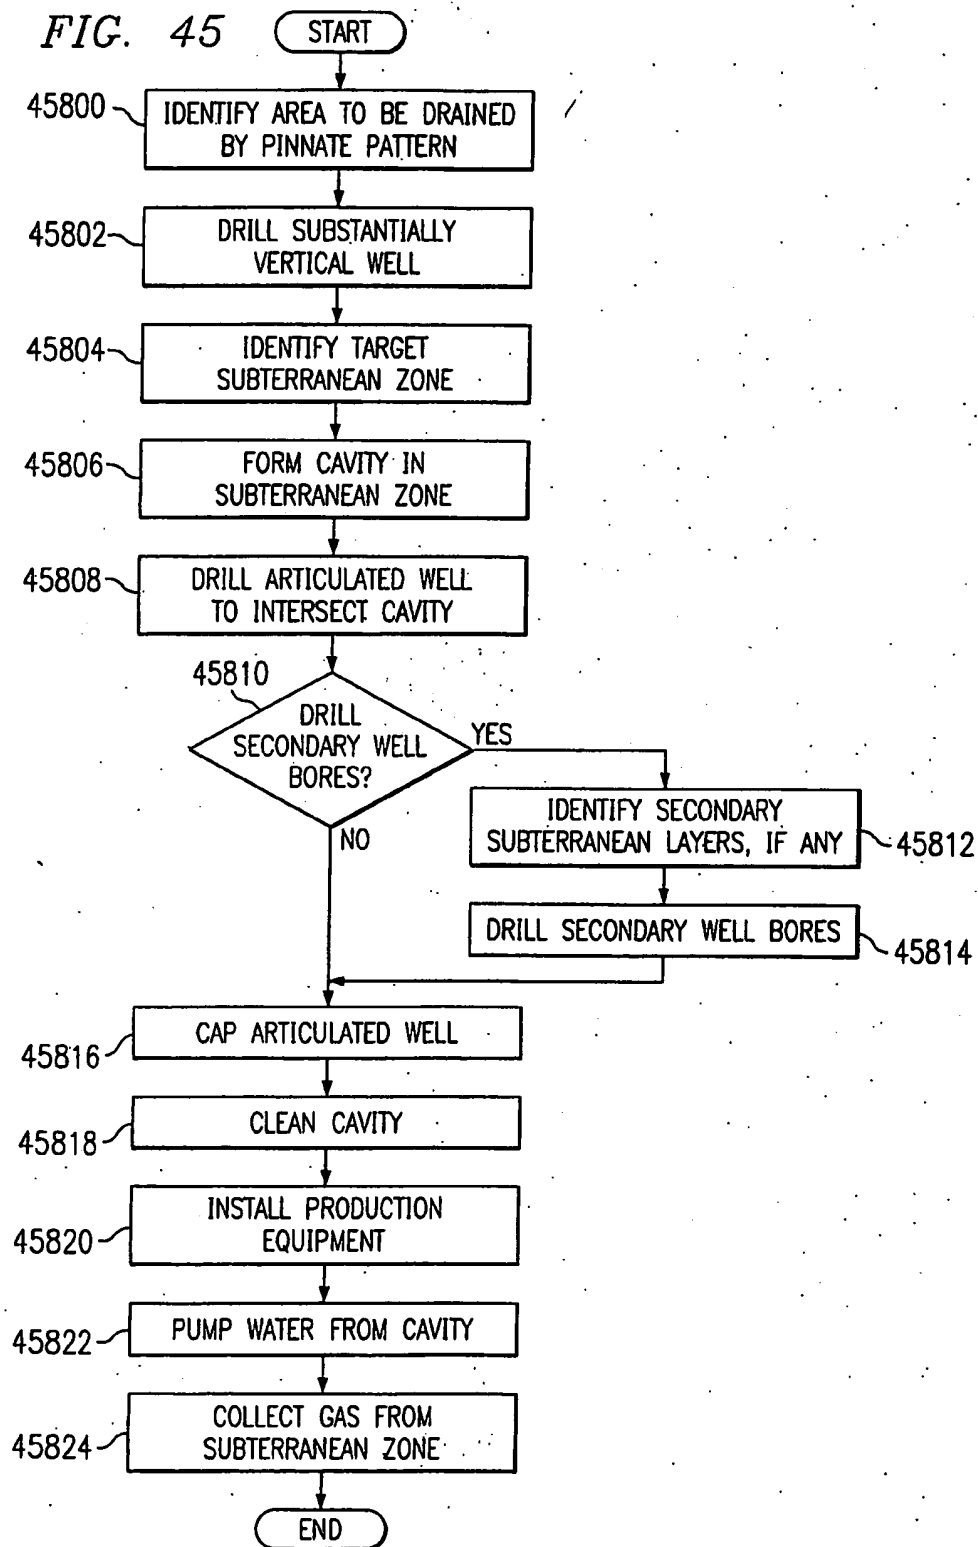 FIG. 45
START
45800
IDENTIFY AREA TO BE DRAINED
BY PINNATE PATTERN
45802
DRILL SUBSTANTIALLY
VERTICAL WELL
45804
IDENTIFY TARGET
SUBTERRANEAN ZONE
45806
FORM CAVITY IN
SUBTERRANEAN ZONE
45808
DRILL ARTICULATED WELL
TO INTERSECT CAVITY
45810
DRILL
SECONDARY WELL
BORES?
YES
NO
IDENTIFY SECONDARY
SUBTERRANEAN LAYERS, IF ANY
45812
DRILL SECONDARY WELL BORES
45814
CAP ARTICULATED WELL
45816
CLEAN CAVITY
45818
INSTALL PRODUCTION
EQUIPMENT
45820
PUMP WATER FROM CAVITY
45822
COLLECT GAS FROM
SUBTERRANEAN ZONE
45824
END